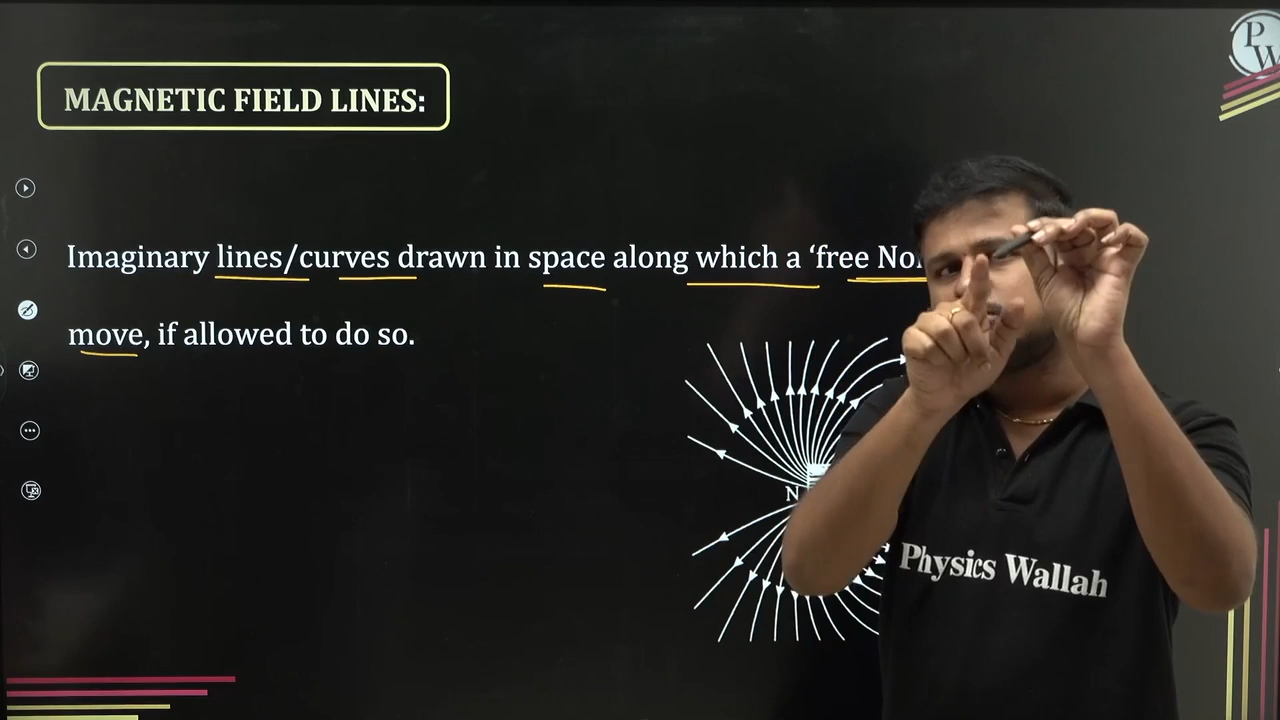 MAGNETIC FIELD LINES:
PW
Imaginary lines/curves drawn in space along which a ‘free
move, if allowed to do so.
N
Physics Wallah